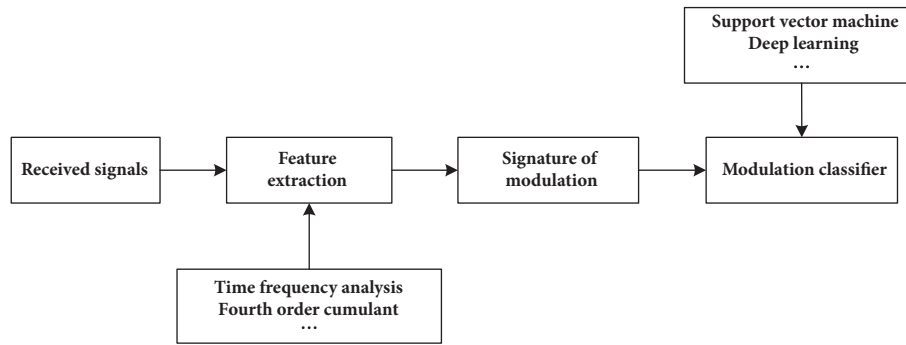 Support vector machine
Deep learning
...
Received signals
Feature
extraction
Signature of
modulation
Modulation classifier
Time frequency analysis
Fourth order cumulant
...